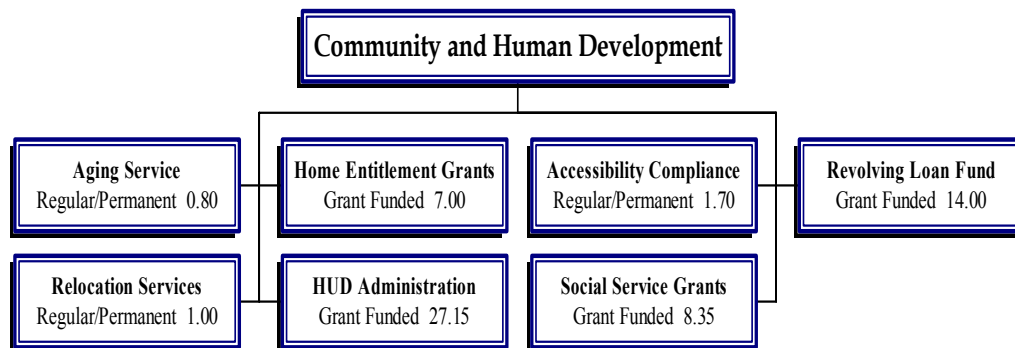 Community and Human Development
Aging Service
Regular/Permanent 0.80
Home Entitlement Grants
Grant Funded 7.00
Accessibility Compliance
Regular/Permanent 1.70
Revolving Loan Fund
Grant Funded 14.00
Relocation Services
Regular/Permanent 1.00
HUD Administration
Grant Funded 27.15
Social Service Grants
Grant Funded 8.35